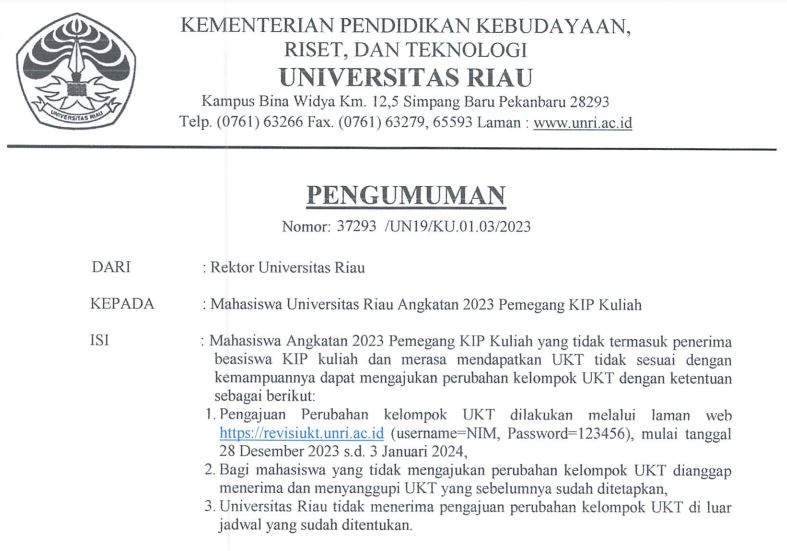 KEMENTERIAN PENDIDIKAN KEBUDAYAAN,
RISET, DAN TEKNOLOGI
UNIVERSITAS RIAU
Kampus Bina Widya Km. 12,5 Simpang Baru Pekanbaru 28293
Telp. (0761) 63266 Fax. (0761) 63279, 65593 Laman : www.unri.ac.id
UNIVERSITAS RIAU
PENGUMUMAN
Nomor: 37293 /UN19/KU.01.03/2023
DARI : Rektor Universitas Riau
KEPADA : Mahasiswa Universitas Riau Angkatan 2023 Pemegang KIP Kuliah
ISI : Mahasiswa Angkatan 2023 Pemegang KIP Kuliah yang tidak termasuk penerima
beasiswa KIP kuliah dan merasa mendapatkan UKT tidak sesuai dengan
kemampuannya dapat mengajukan perubahan kelompok UKT dengan ketentuan
sebagai berikut:
1. Pengajuan Perubahan kelompok UKT dilakukan melalui laman web
https://revisiukt.unri.ac.id (username=NIM, Password=123456), mulai tanggal
28 Desember 2023 s.d. 3 Januari 2024,
2. Bagi mahasiswa yang tidak mengajukan perubahan kelompok UKT dianggap
menerima dan menyanggupi UKT yang sebelumnya sudah ditetapkan,
3. Universitas Riau tidak menerima pengajuan perubahan kelompok UKT di luar
jadwal yang sudah ditentukan.